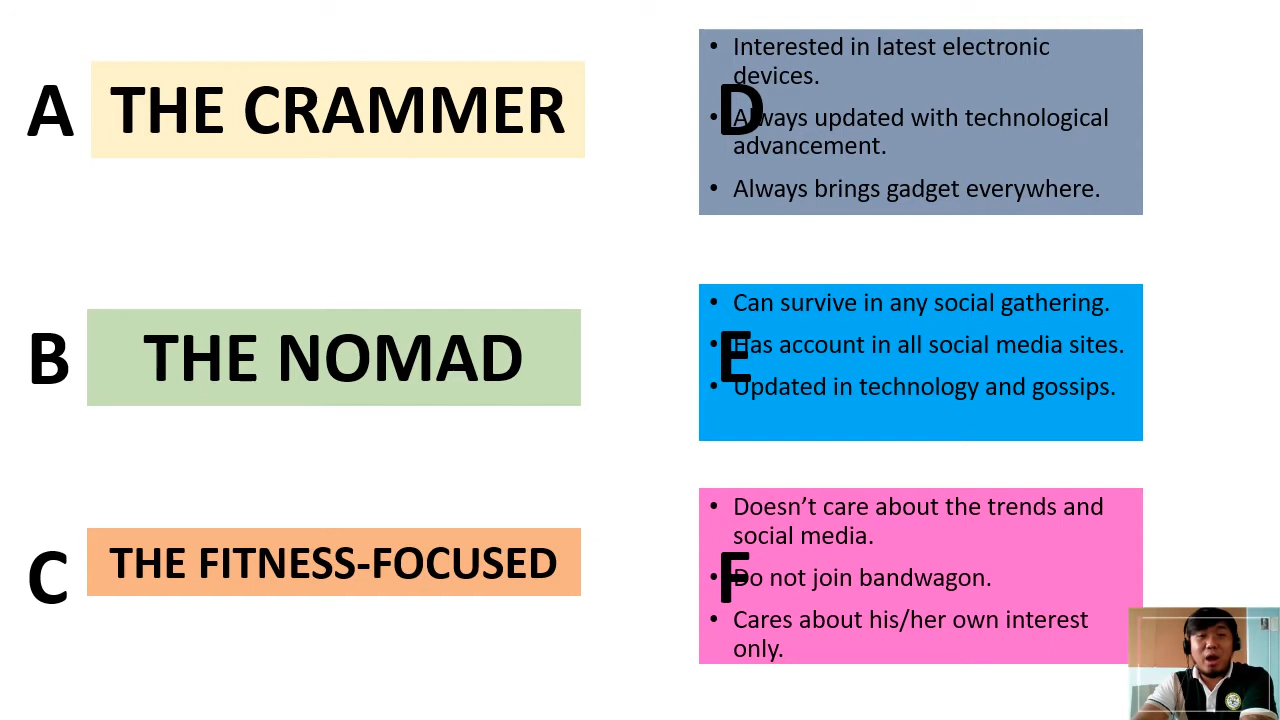 A
THE CRAMMER
B
THE NOMAD
C
THE FITNESS-FOCUSED
D
• Interested in latest electronic
devices.
• Always updated with technological
advancement.
• Always brings gadget everywhere.
E
• Can survive in any social gathering.
• Has account in all social media sites.
• Updated in technology and gossips.
F
• Doesn’t care about the trends and
social media.
• Do not join bandwagon.
• Cares about his/her own interest
only.